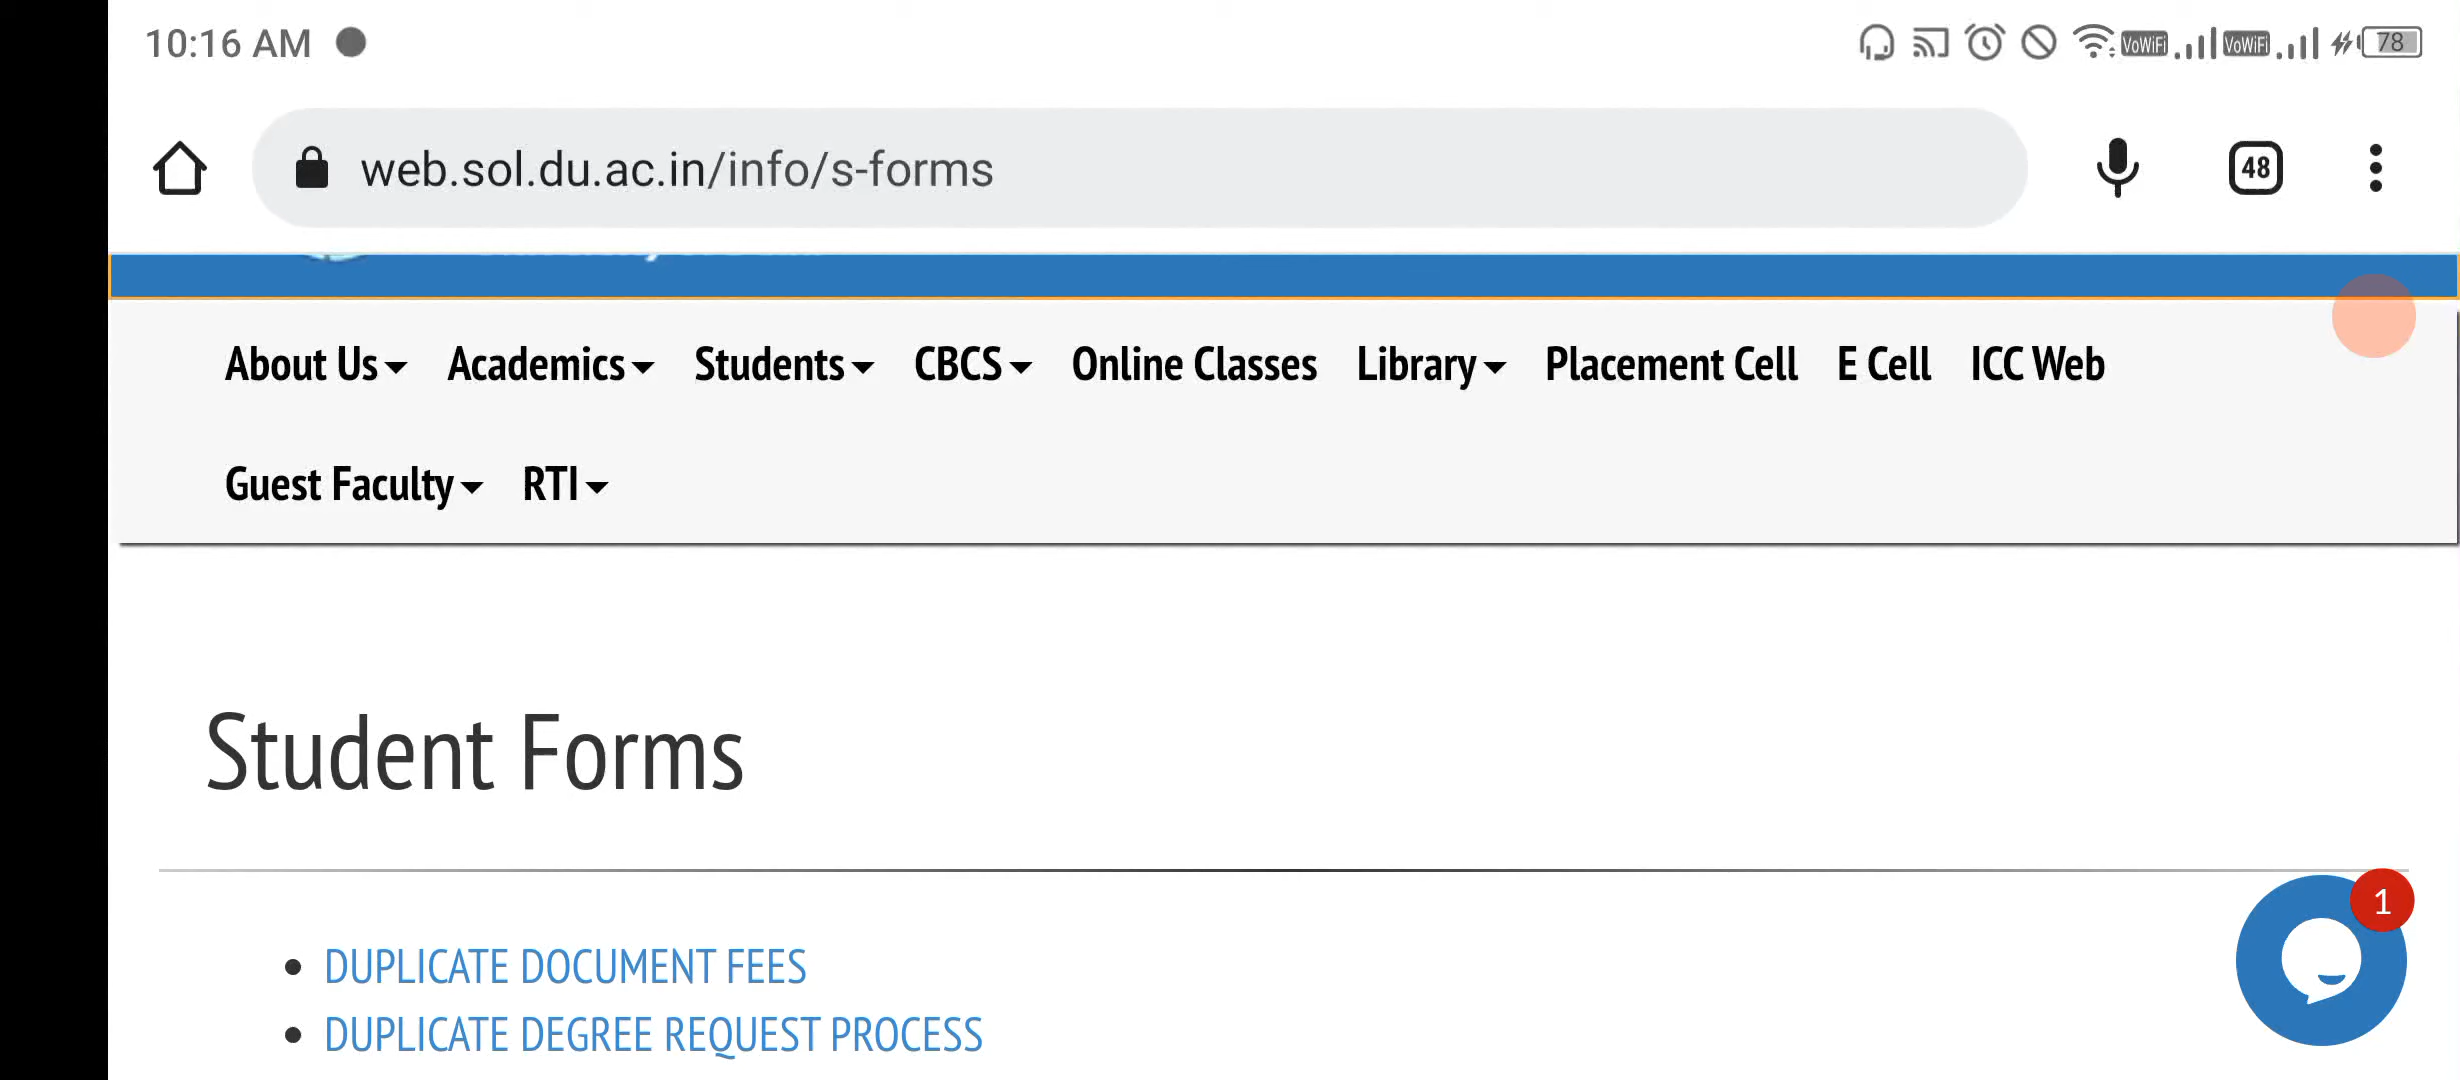 10:16 AM
VoWiFi VoWiFi 78
web.sol.du.ac.in/info/s-forms
48
About Us Academics Students CBCS Online Classes Library Placement Cell E Cell ICC Web
Guest Faculty RTI
Student Forms
1
DUPLICATE DOCUMENT FEES
DUPLICATE DEGREE REQUEST PROCESS